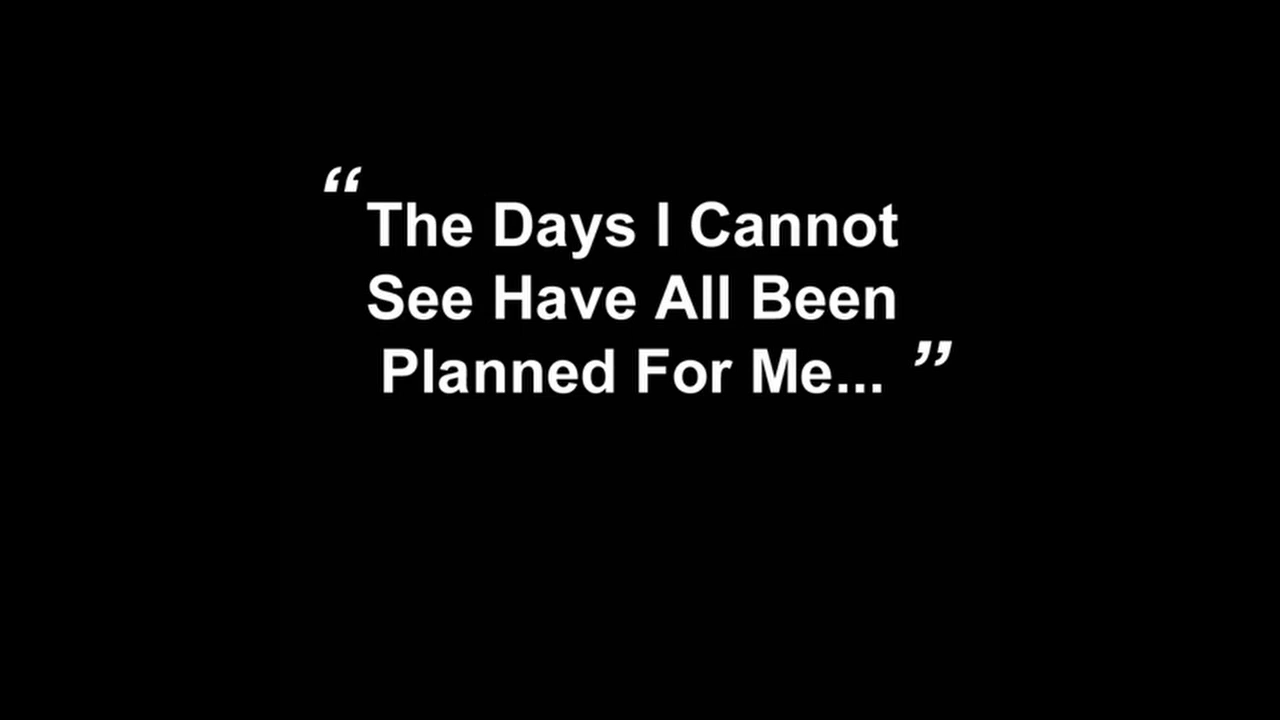 “The Days I Cannot
See Have All Been
Planned For Me... ”